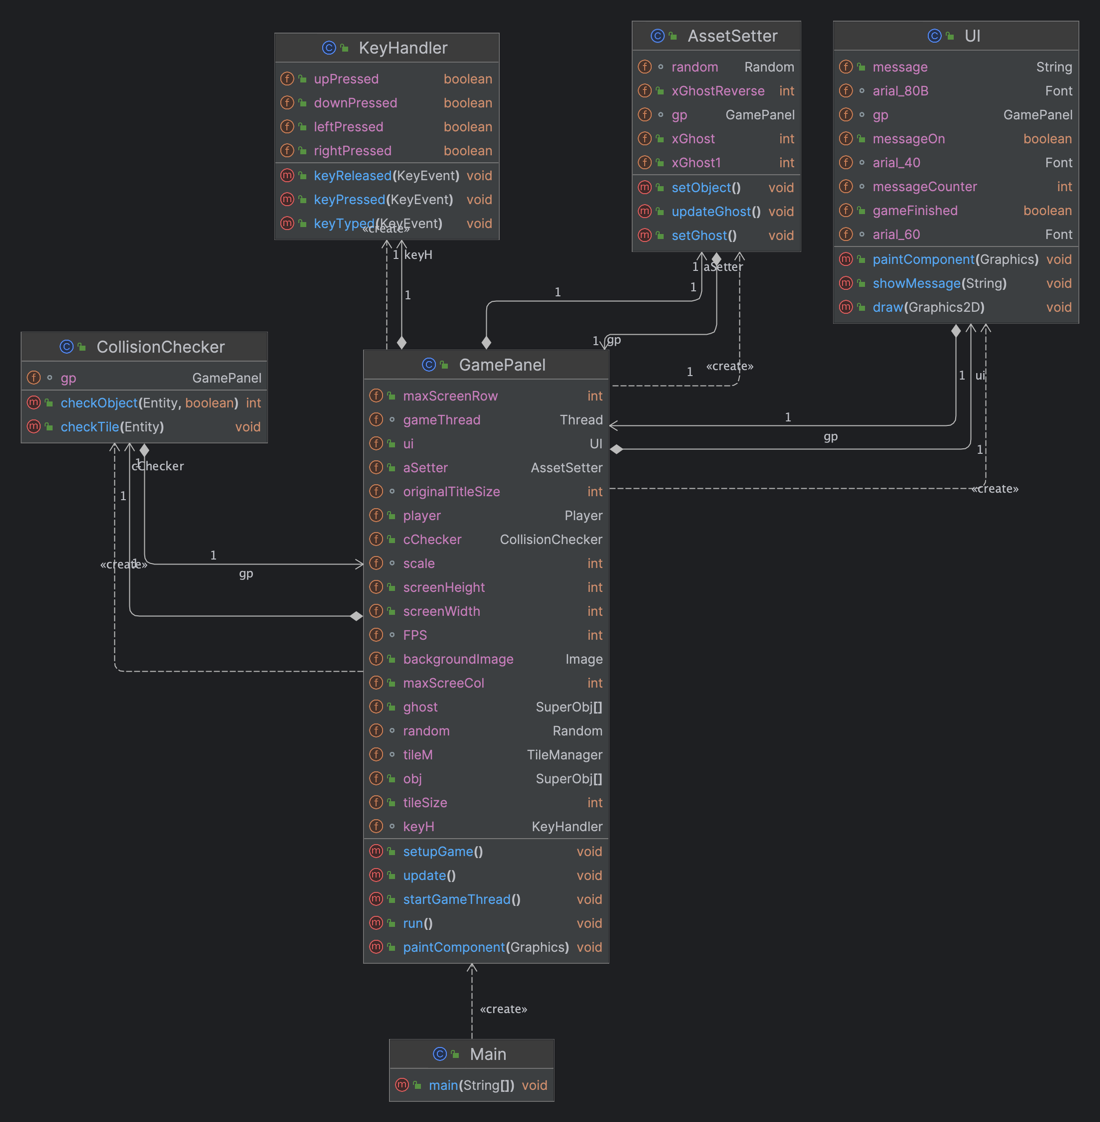 KeyHandler
upPressed boolean
downPressed boolean
leftPressed boolean
rightPressed boolean
keyReleased(KeyEvent) void
keyPressed(KeyEvent) void
keyTyped(KeyEvent) void
AssetSetter
random Random
xGhostReverse int
gp GamePanel
xGhost int
xGhost1 int
setObject() void
updateGhost() void
setGhost() void
UI
message String
arial_80B Font
gp GamePanel
messageOn boolean
arial_40 Font
messageCounter int
gameFinished boolean
arial_60 Font
paintComponent(Graphics) void
showMessage(String) void
draw(Graphics2D) void
«create»
1 keyH
1
1 aSetter
1
1
1 gp
«create»
1
1 ui
1
gp
1
«create»
CollisionChecker
gp GamePanel
checkObject(Entity, boolean) int
checkTile(Entity) void
1
cChecker
1
1
gp
«create»
1
GamePanel
maxScreenRow int
gameThread Thread
ui UI
aSetter AssetSetter
originalTitleSize int
player Player
cChecker CollisionChecker
scale int
screenHeight int
screenWidth int
FPS int
backgroundImage Image
maxScreeCol int
ghost SuperObj[]
random Random
tileM TileManager
obj SuperObj[]
tileSize int
keyH KeyHandler
setupGame() void
update() void
startGameThread() void
run() void
paintComponent(Graphics) void
«create»
Main
main(String[]) void